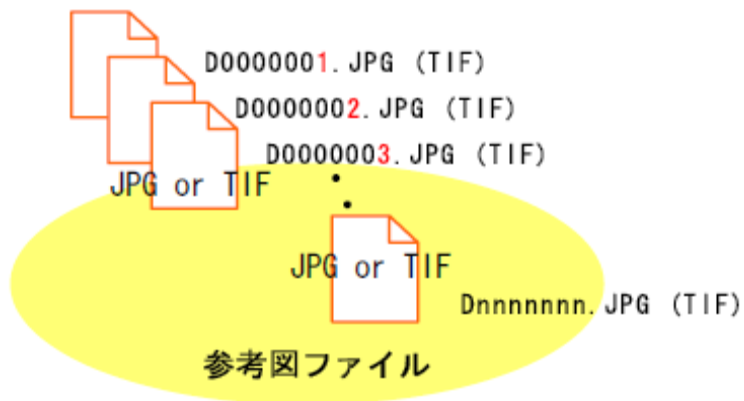 D0000001.JPG (TIF)
D0000002.JPG (TIF)
D0000003.JPG (TIF)
JPG or TIF
JPG or TIF
Dnnnnnnn.JPG (TIF)
参考図ファイル